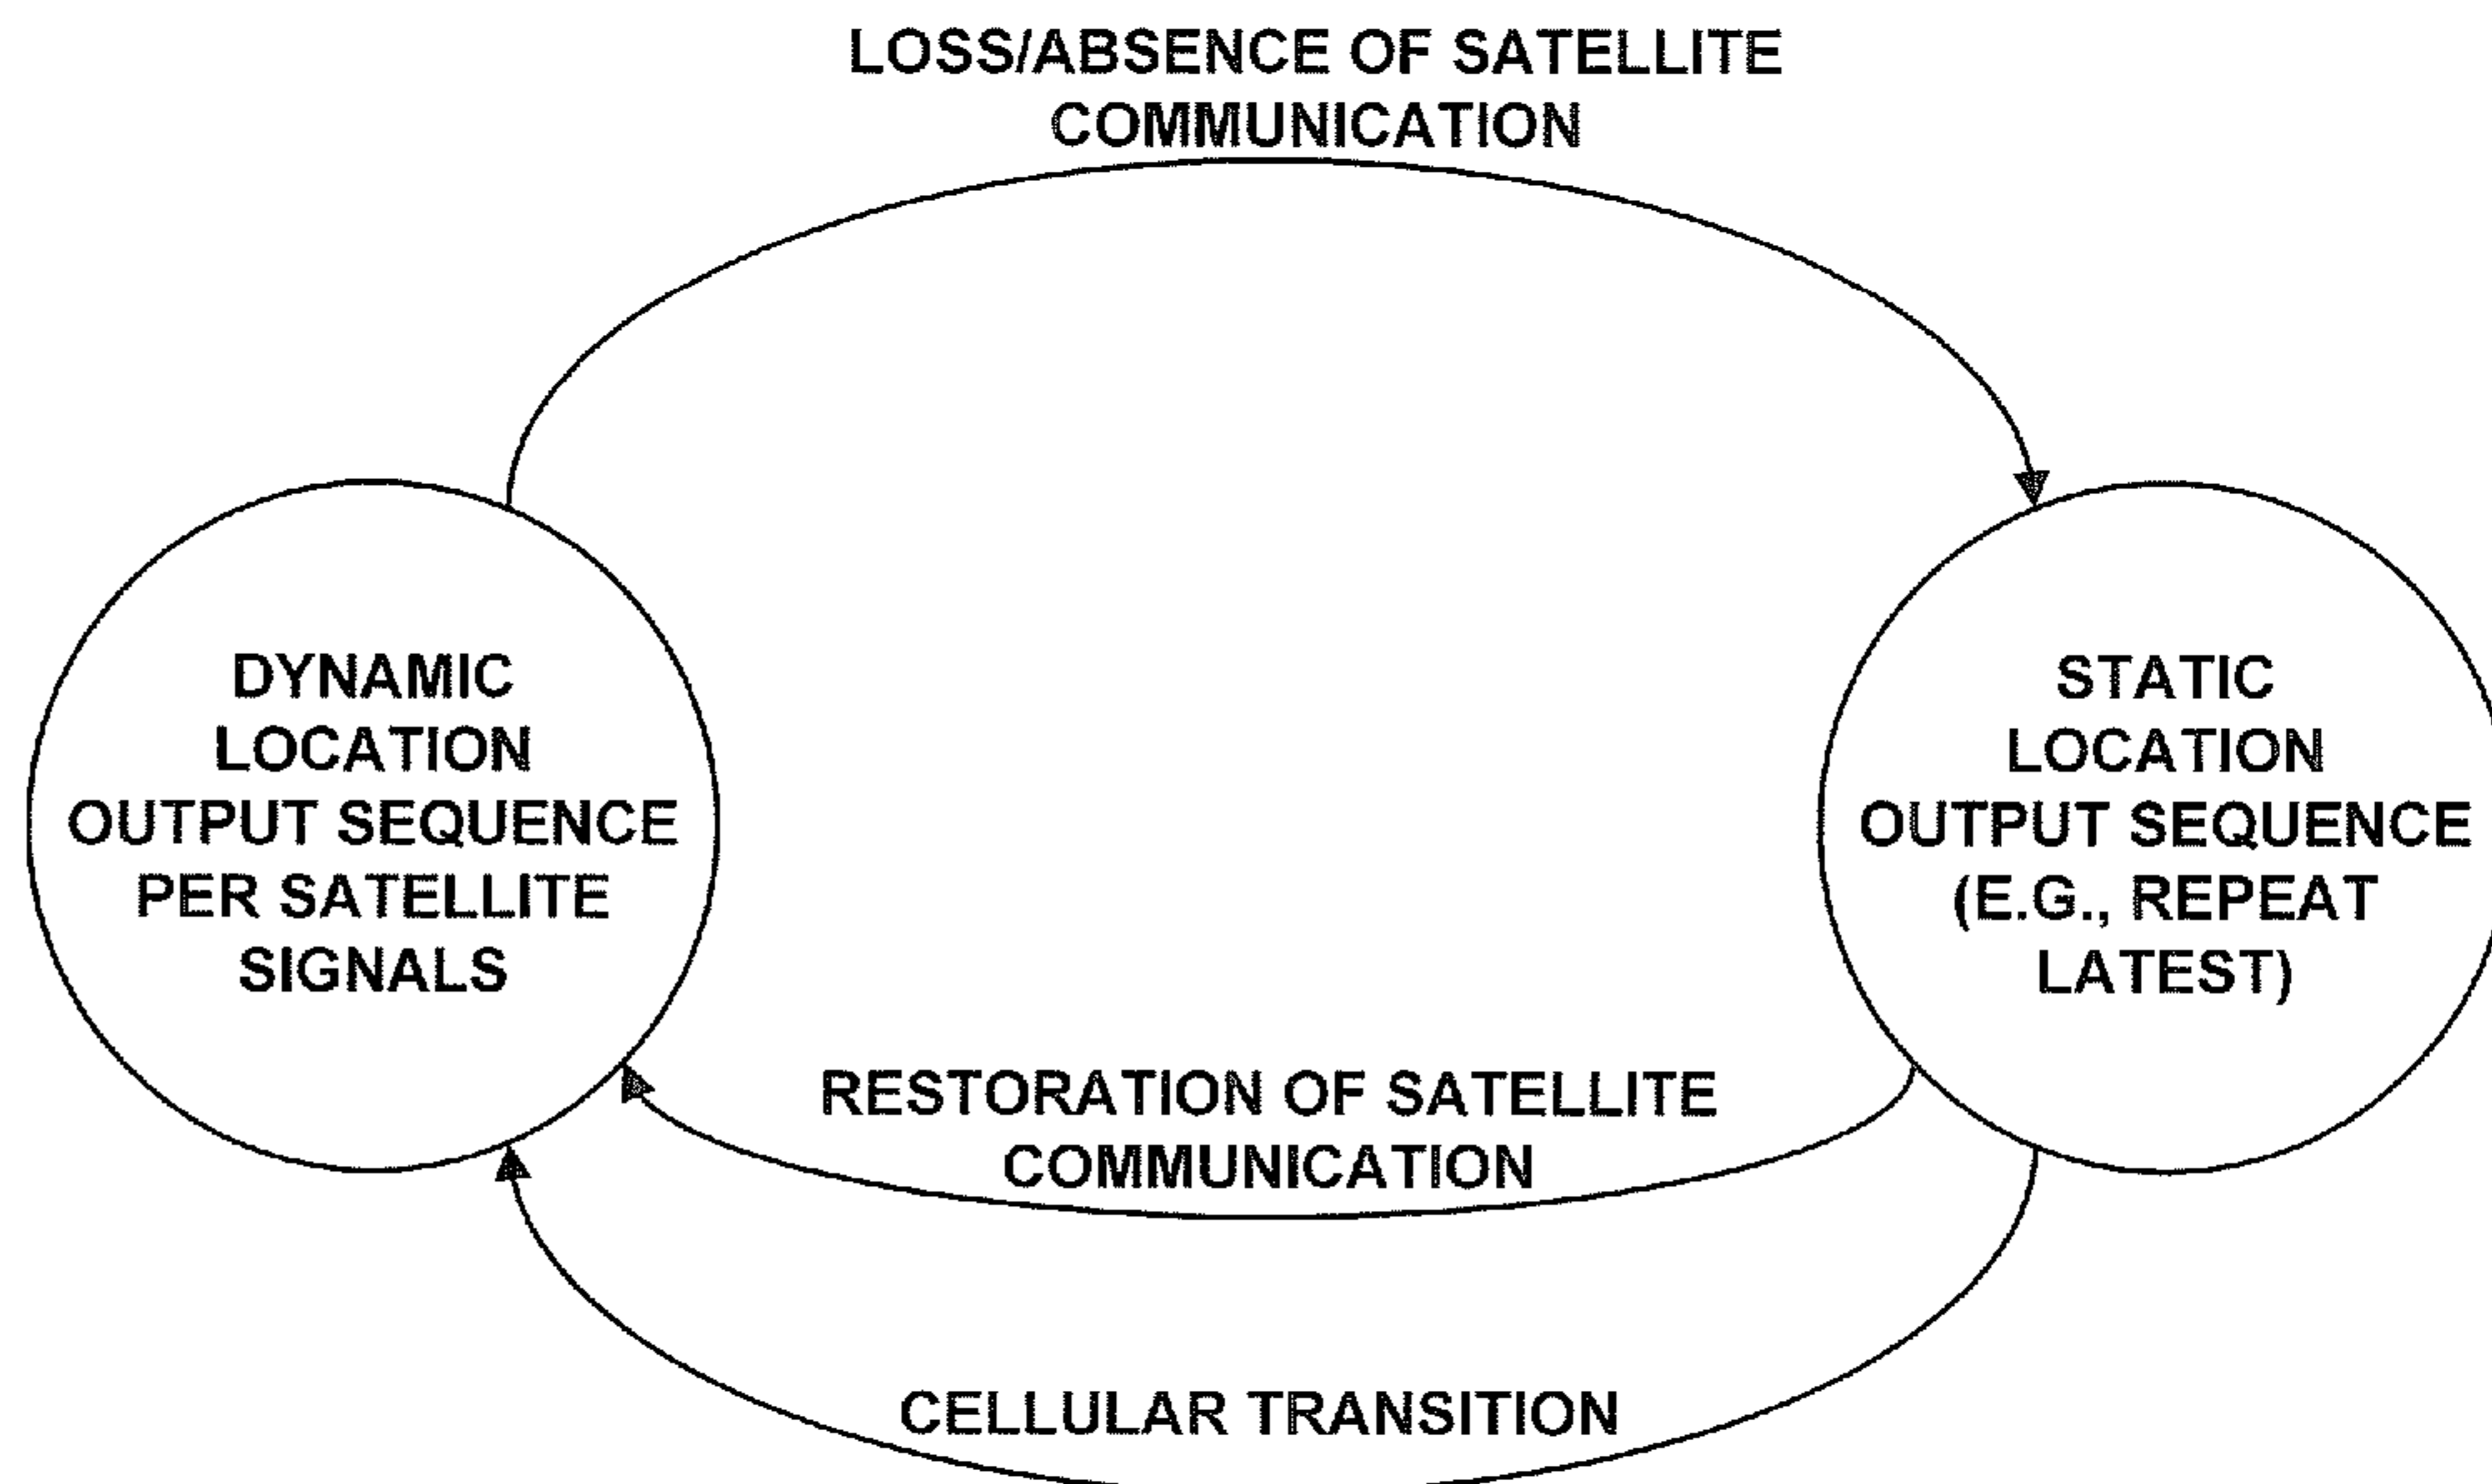 LOSS/ABSENCE OF SATELLITE
COMMUNICATION
DYNAMIC
LOCATION
OUTPUT SEQUENCE
PER SATELLITE
SIGNALS
STATIC
LOCATION
OUTPUT SEQUENCE
(E.G., REPEAT
LATEST)
RESTORATION OF SATELLITE
COMMUNICATION
CELLULAR TRANSITION